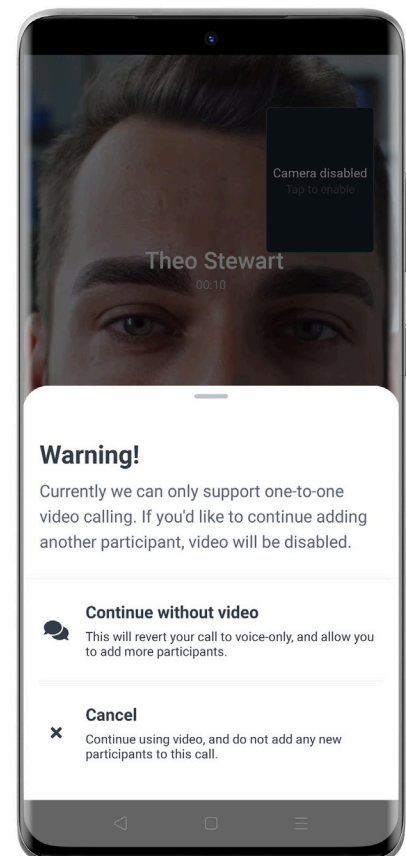 Camera disabled
Tap to enable
Theo Stewart
00:10
Warning!
Currently we can only support one-to-one
video calling. If you'd like to continue adding
another participant, video will be disabled.
Continue without video
This will revert your call to voice-only, and allow you
to add more participants.
Cancel
Continue using video, and do not add any new
participants to this call.